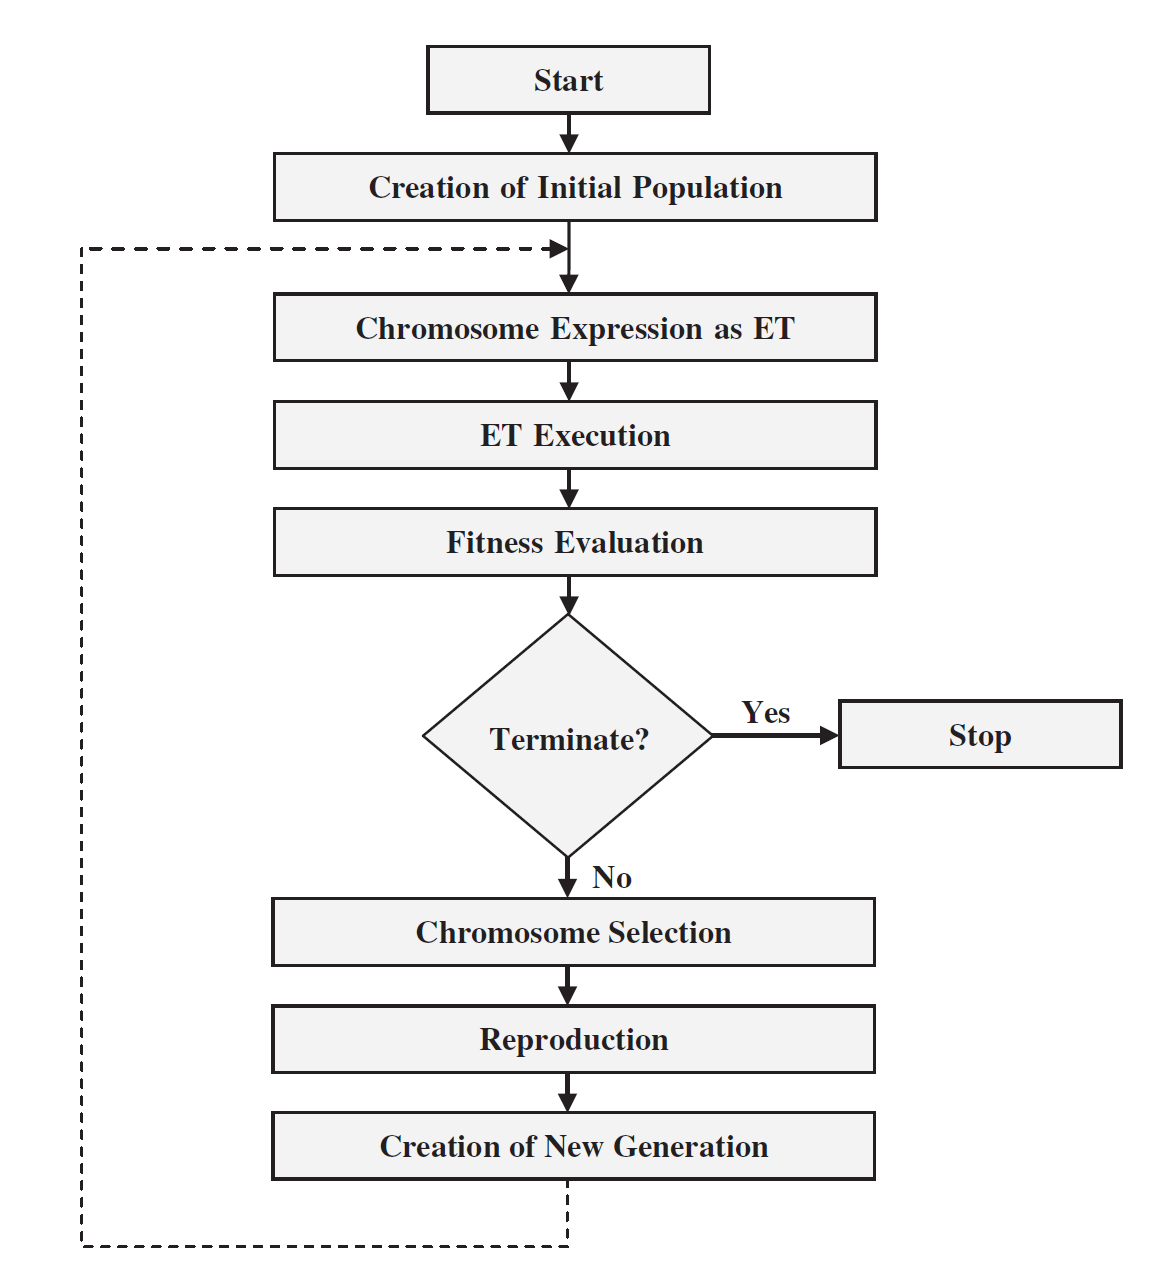 Start
Creation of Initial Population
Chromosome Expression as ET
ET Execution
Fitness Evaluation
Terminate?
Yes
Stop
No
Chromosome Selection
Reproduction
Creation of New Generation